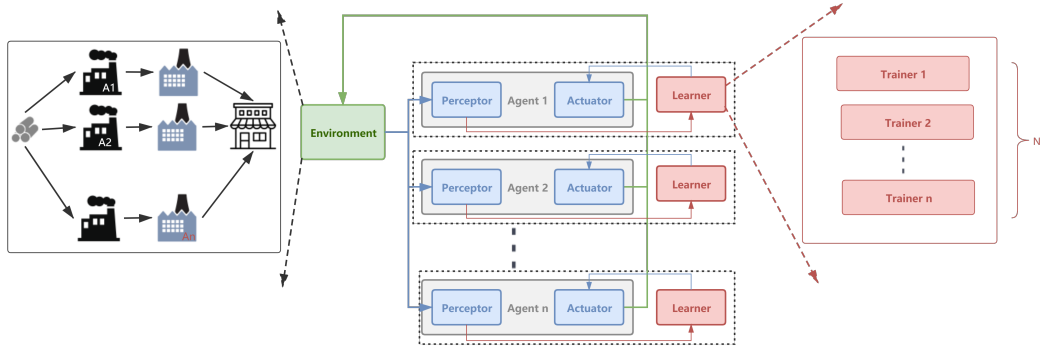 A1
A2
An
Environment
Perceptor
Agent 1
Actuator
Learner
Perceptor
Agent 2
Actuator
Learner
Perceptor
Agent n
Actuator
Learner
Trainer 1
Trainer 2
Trainer n
N